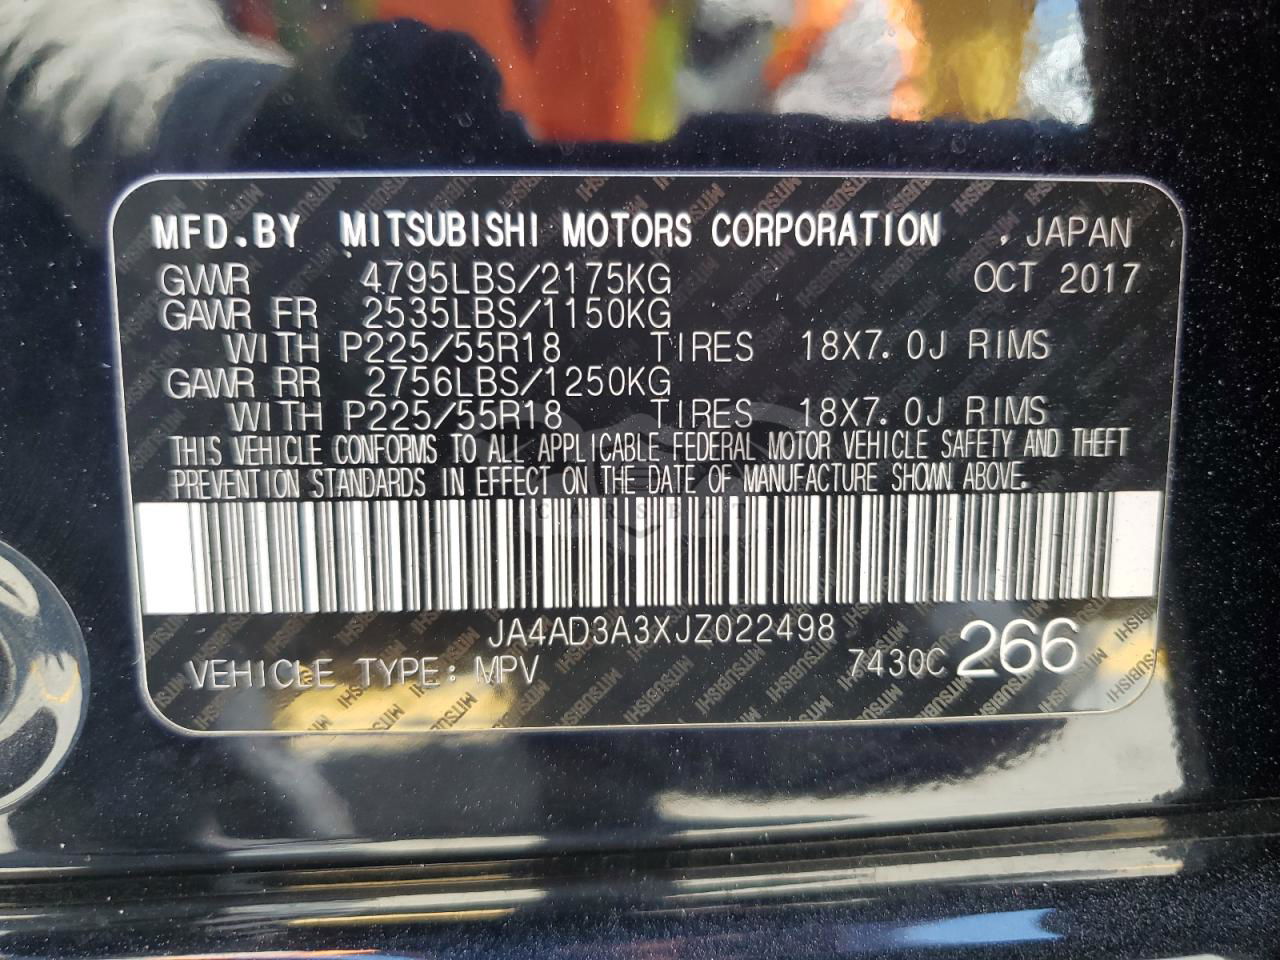 MFD.BY MITSUBISHI MOTORS CORPORATION , JAPAN
GVWR 4795LBS/2175KG OCT 2017
GAWR FR 2535LBS/1150KG
WITH P225/55R18 TIRES 18X7.0J RIMS
GAWR RR 2756LBS/1250KG
WITH P225/55R18 TIRES 18X7.0J RIMS
THIS VEHICLE CONFORMS TO ALL APPLICABLE FEDERAL MOTOR VEHICLE SAFETY AND THEFT
PREVENTION STANDARDS IN EFFECT ON THE DATE OF MANUFACTURE SHOWN ABOVE.
JA4AD3A3XJZ022498
VEHICLE TYPE: MPV 7430C 266